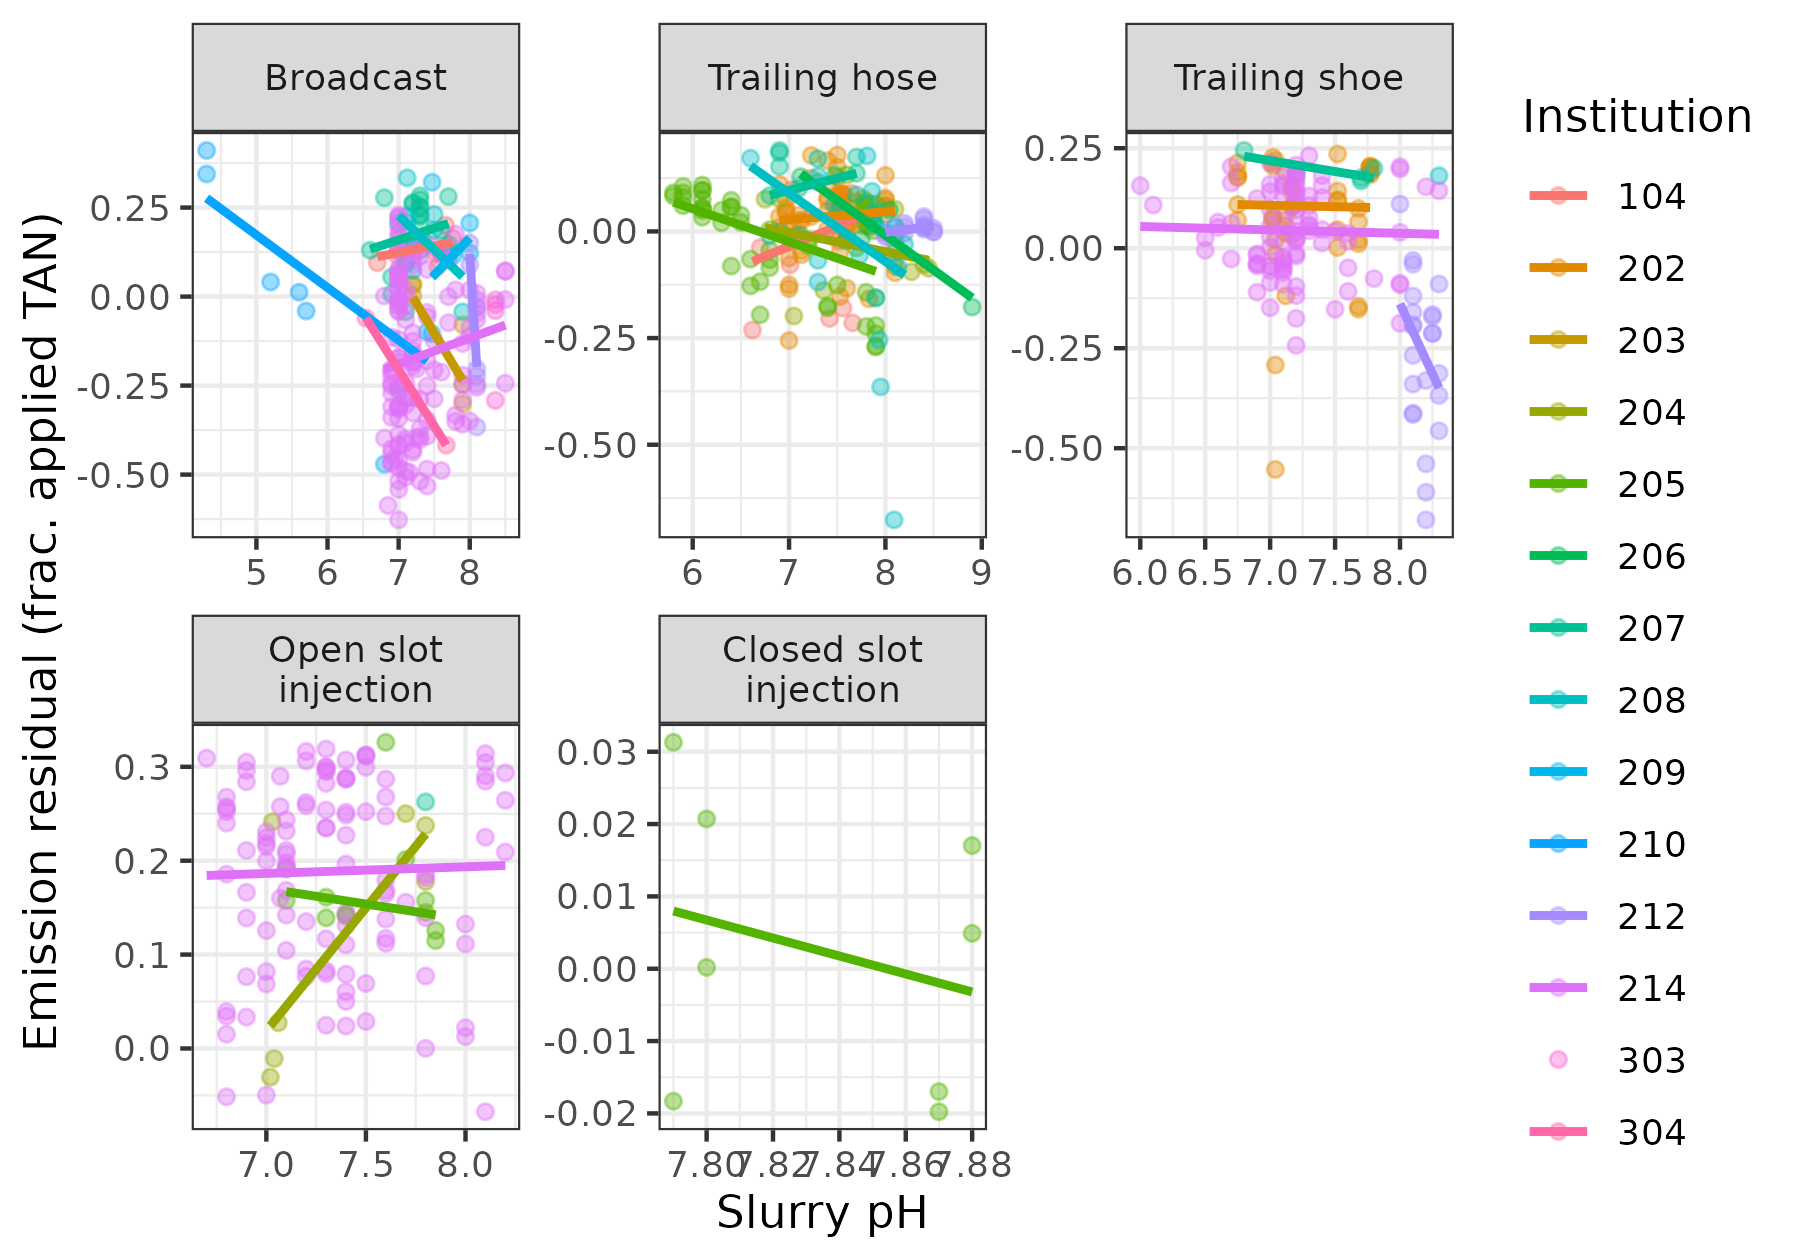 Broadcast
Trailing hose
Trailing shoe
Institution
104
202
203
204
205
206
207
208
209
210
212
214
303
304
Emission residual (frac. applied TAN)
0.25
0.00
-0.25
-0.50
5 6 7 8
0.00
-0.25
-0.50
6 7 8 9
0.25
0.00
-0.25
-0.50
6.0 6.5 7.0 7.5 8.0
Open slot
injection
Closed slot
injection
0.3
0.2
0.1
0.0
7.0 7.5 8.0
0.03
0.02
0.01
0.00
-0.01
-0.02
7.80 7.82 7.84 7.86 7.88
Slurry pH